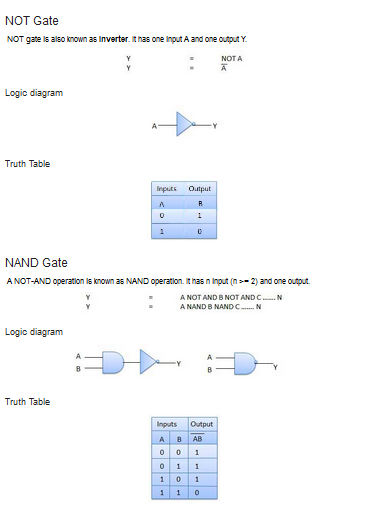 NOT Gate
NOT gate is also known as Inverter. It has one input A and one output Y.
Y = NOT A
Y = A̅
Logic diagram
A Y
Truth Table
Inputs Output
A B
0 1
1 0
NAND Gate
A NOT-AND operation is known as NAND operation. It has n input (n >= 2) and one output.
Y = A NOT AND B NOT AND C ....... N
Y = A NAND B NAND C ....... N
Logic diagram
A A
Y Y
B B
Truth Table
Inputs Output
A B A̅B̅
0 0 1
0 1 1
1 0 1
1 1 0